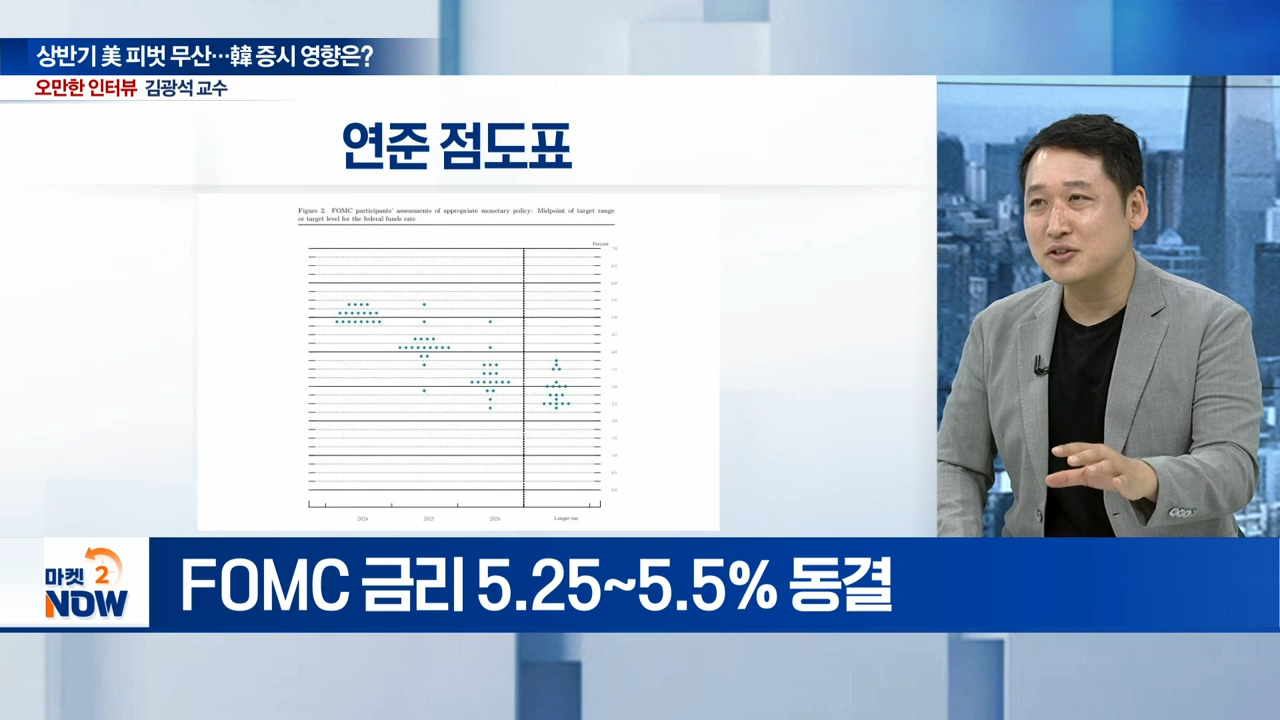 상반기 美 피벗 무산…韓 증시 영향은?
오만한 인터뷰 김광석 교수
연준 점도표
Figure 2. FOMC participants' assessments of appropriate monetary policy: Midpoint of target range
or target level for the federal funds rate
Percent
2024 2025 2026 Longer run
마켓 2
NOW
FOMC 금리 5.25~5.5% 동결